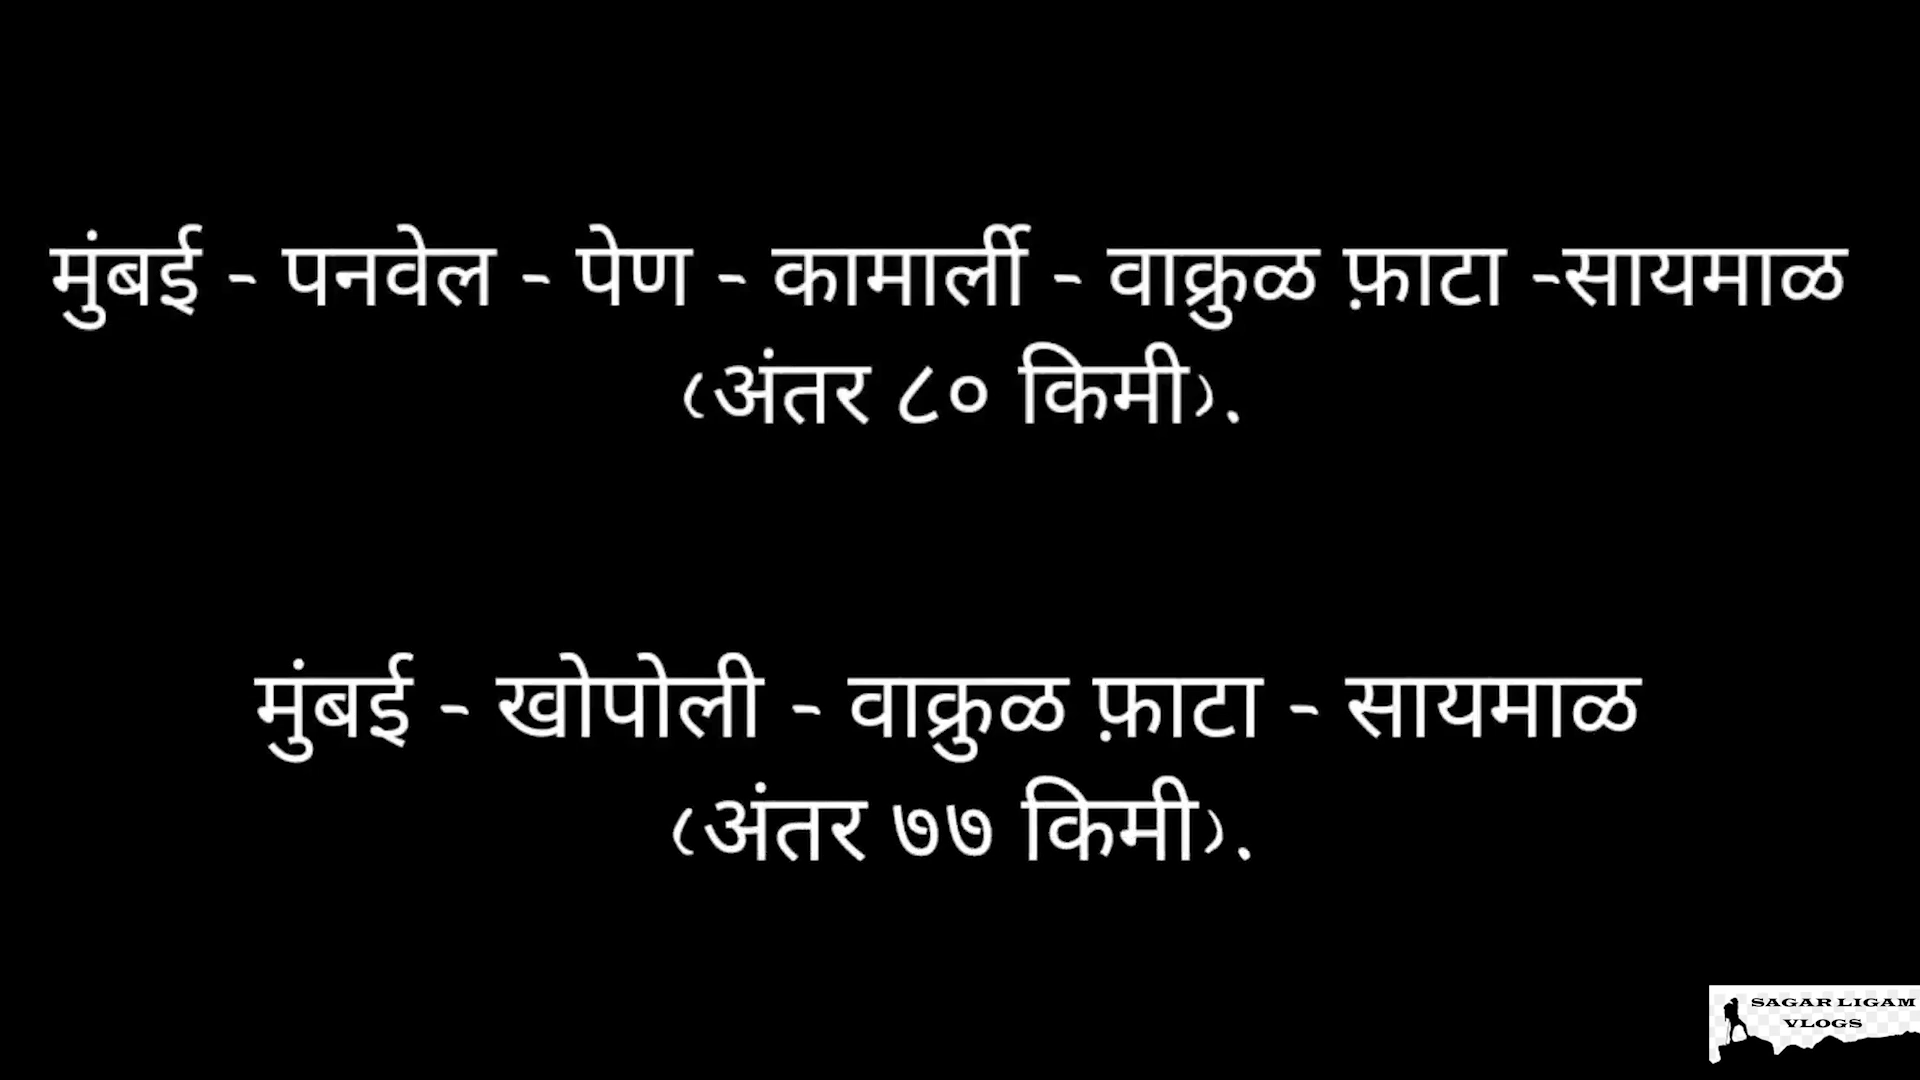 मुंबई - पनवेल - पेण - कामार्ली - वाक्रुळ फ़ाटा -सायमाळ
(अंतर ८० किमी).
मुंबई - खोपोली - वाक्रुळ फ़ाटा - सायमाळ
(अंतर ७७ किमी).
SAGAR LIGAM
VLOGS